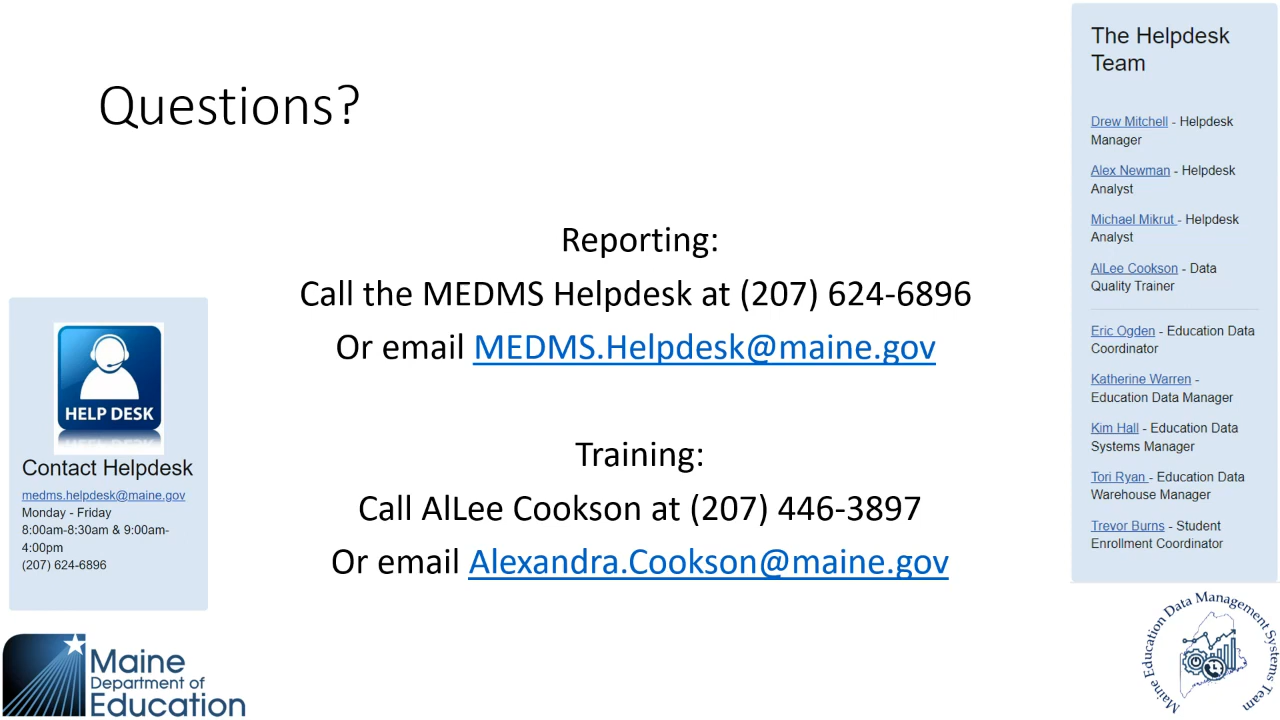 Questions?
Reporting:
Call the MEDMS Helpdesk at (207) 624-6896
Or email MEDMS.Helpdesk@maine.gov
Training:
Call AlLee Cookson at (207) 446-3897
Or email Alexandra.Cookson@maine.gov
HELP DESK
Contact Helpdesk
medms.helpdesk@maine.gov
Monday - Friday
8:00am-8:30am & 9:00am-
4:00pm
(207) 624-6896
Maine
Department of
Education
The Helpdesk
Team
Drew Mitchell - Helpdesk
Manager
Alex Newman - Helpdesk
Analyst
Michael Mikrut - Helpdesk
Analyst
AlLee Cookson - Data
Quality Trainer
Eric Ogden - Education Data
Coordinator
Katherine Warren -
Education Data Manager
Kim Hall - Education Data
Systems Manager
Tori Ryan - Education Data
Warehouse Manager
Trevor Burns - Student
Enrollment Coordinator
Maine Education Data Management Systems Team